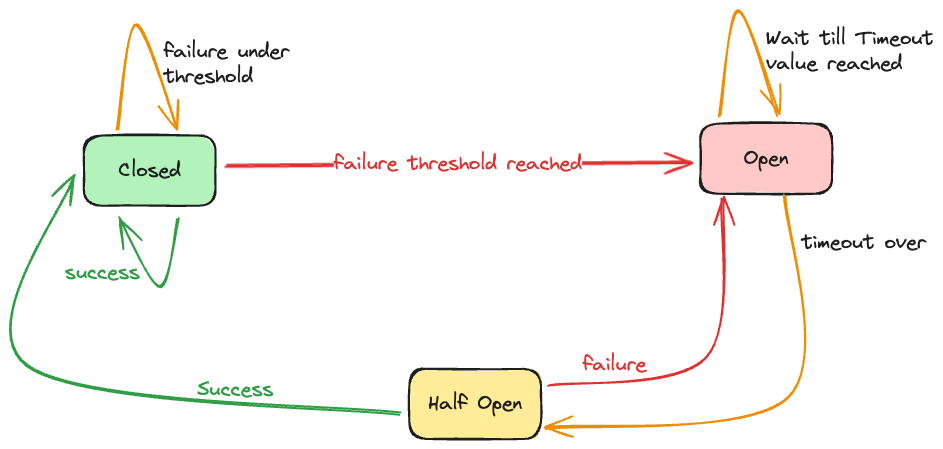 failure under
threshold
Wait till Timeout
value reached
Closed
failure threshold reached
Open
success
timeout over
failure
Success
Half Open